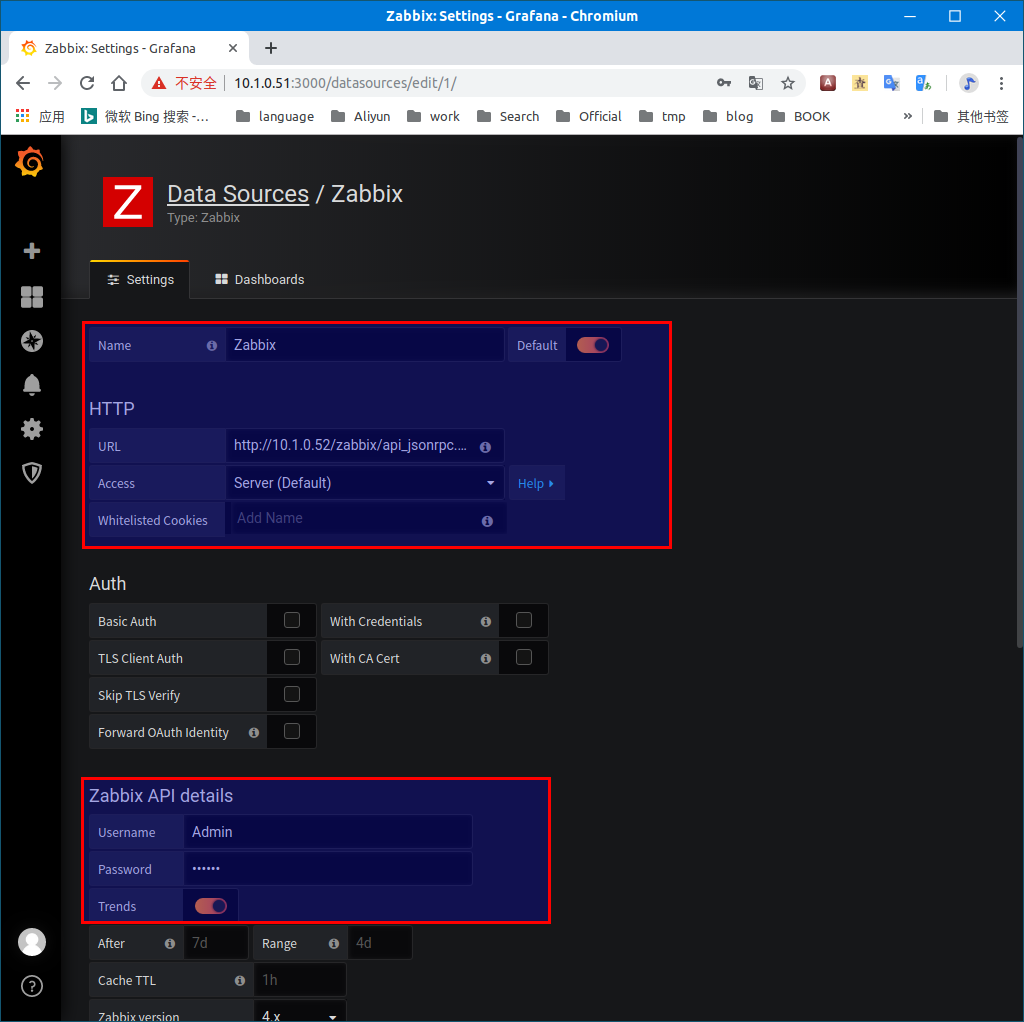 Zabbix: Settings - Grafana - Chromium
Zabbix: Settings - Grafana
不安全 10.1.0.51:3000/datasources/edit/1/
应用 微软 Bing 搜索 -... language Aliyun work Search Official tmp blog BOOK » 其他书签
Z
Data Sources / Zabbix
Type: Zabbix
Settings Dashboards
Name Zabbix Default
HTTP
URL http://10.1.0.52/zabbix/api_jsonrpc....
Access Server (Default) Help
Whitelisted Cookies Add Name
Auth
Basic Auth With Credentials
TLS Client Auth With CA Cert
Skip TLS Verify
Forward OAuth Identity
Zabbix API details
Username Admin
Password ••••••
Trends
After 7d Range 4d
Cache TTL 1h
Zabbix version 4.x